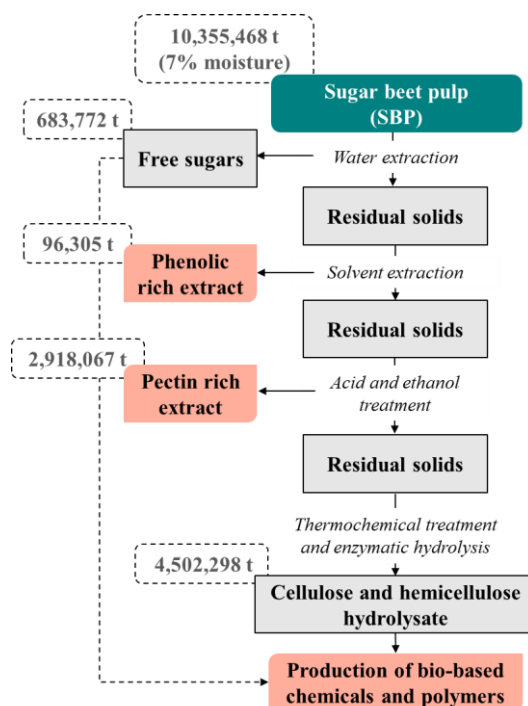 10,355,468 t
(7% moisture)
Sugar beet pulp
(SBP)
683,772 t
Free sugars
Water extraction
Residual solids
96,305 t
Phenolic
rich extract
Solvent extraction
Residual solids
2,918,067 t
Pectin rich
extract
Acid and ethanol
treatment
Residual solids
Thermochemical treatment
and enzymatic hydrolysis
4,502,298 t
Cellulose and hemicellulose
hydrolysate
Production of bio-based
chemicals and polymers